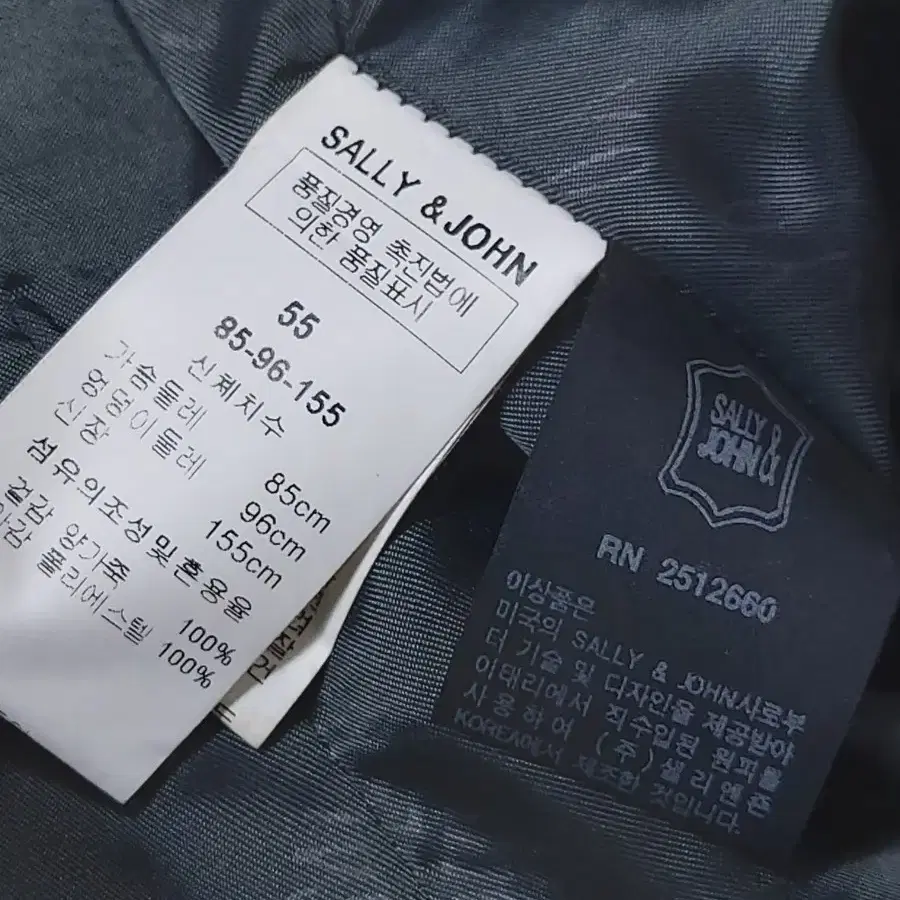 SALLY & JOHN
품질경영 촉진법에
의한 품질표시
55
85-96-155
신체치수
가슴둘레 85cm
엉덩이둘레 96cm
신장 155cm
섬유의조성및혼용율
겉감 양가죽 100%
안감 폴리에스텔 100%
SALLY &
JOHN
RN 2512660
이상품은
미국의 SALLY & JOHN사로부
터 기술 및 디자인을 제공받아
이태리에서 직수입된 원피를
사용하여 (주)샐리엔죤
KOREA에서 제조한 것입니다.